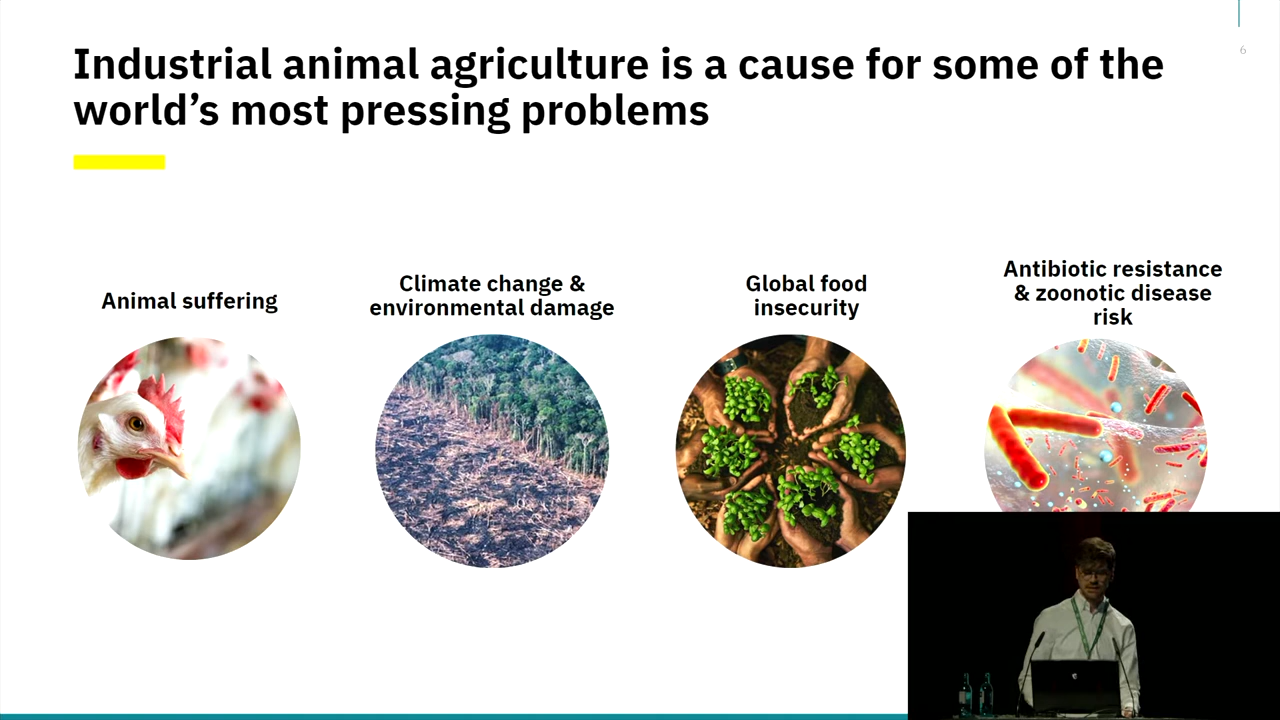 6
Industrial animal agriculture is a cause for some of the
world’s most pressing problems
Animal suffering
Climate change &
environmental damage
Global food
insecurity
Antibiotic resistance
& zoonotic disease
risk